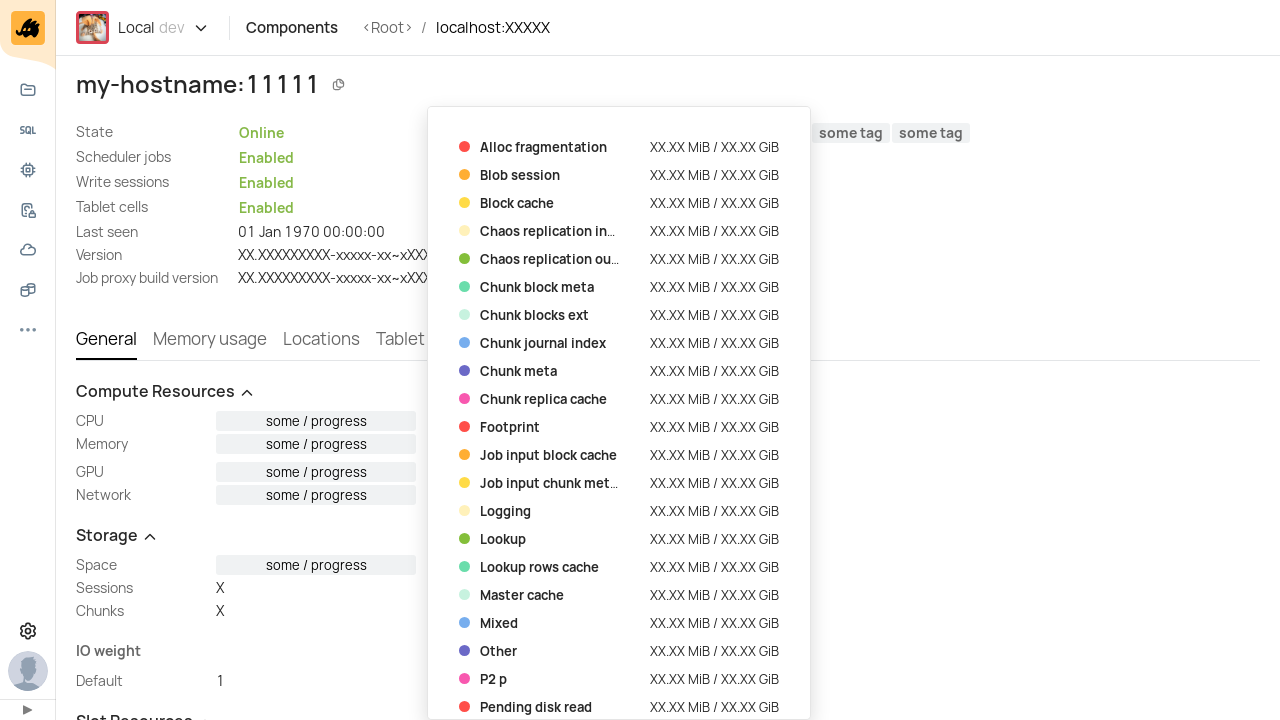 Local dev
Components
<Root> / localhost:XXXXX
SQL
my-hostname:11111
State Online
some tag some tag
Scheduler jobs Enabled
Write sessions Enabled
Tablet cells Enabled
Last seen 01 Jan 1970 00:00:00
Version XX.XXXXXXXXX-xxxxx-xx~xXXX
Job proxy build version XX.XXXXXXXXX-xxxxx-xx~xXXX
General Memory usage Locations Tablet
Compute Resources
CPU some / progress
Memory some / progress
GPU some / progress
Network some / progress
Storage
Space some / progress
Sessions X
Chunks X
IO weight
Default 1
Slot Resources
Alloc fragmentation XX.XX MiB / XX.XX GiB
Blob session XX.XX MiB / XX.XX GiB
Block cache XX.XX MiB / XX.XX GiB
Chaos replication in… XX.XX MiB / XX.XX GiB
Chaos replication ou… XX.XX MiB / XX.XX GiB
Chunk block meta XX.XX MiB / XX.XX GiB
Chunk blocks ext XX.XX MiB / XX.XX GiB
Chunk journal index XX.XX MiB / XX.XX GiB
Chunk meta XX.XX MiB / XX.XX GiB
Chunk replica cache XX.XX MiB / XX.XX GiB
Footprint XX.XX MiB / XX.XX GiB
Job input block cache XX.XX MiB / XX.XX GiB
Job input chunk met… XX.XX MiB / XX.XX GiB
Logging XX.XX MiB / XX.XX GiB
Lookup XX.XX MiB / XX.XX GiB
Lookup rows cache XX.XX MiB / XX.XX GiB
Master cache XX.XX MiB / XX.XX GiB
Mixed XX.XX MiB / XX.XX GiB
Other XX.XX MiB / XX.XX GiB
P2 p XX.XX MiB / XX.XX GiB
Pending disk read XX.XX MiB / XX.XX GiB